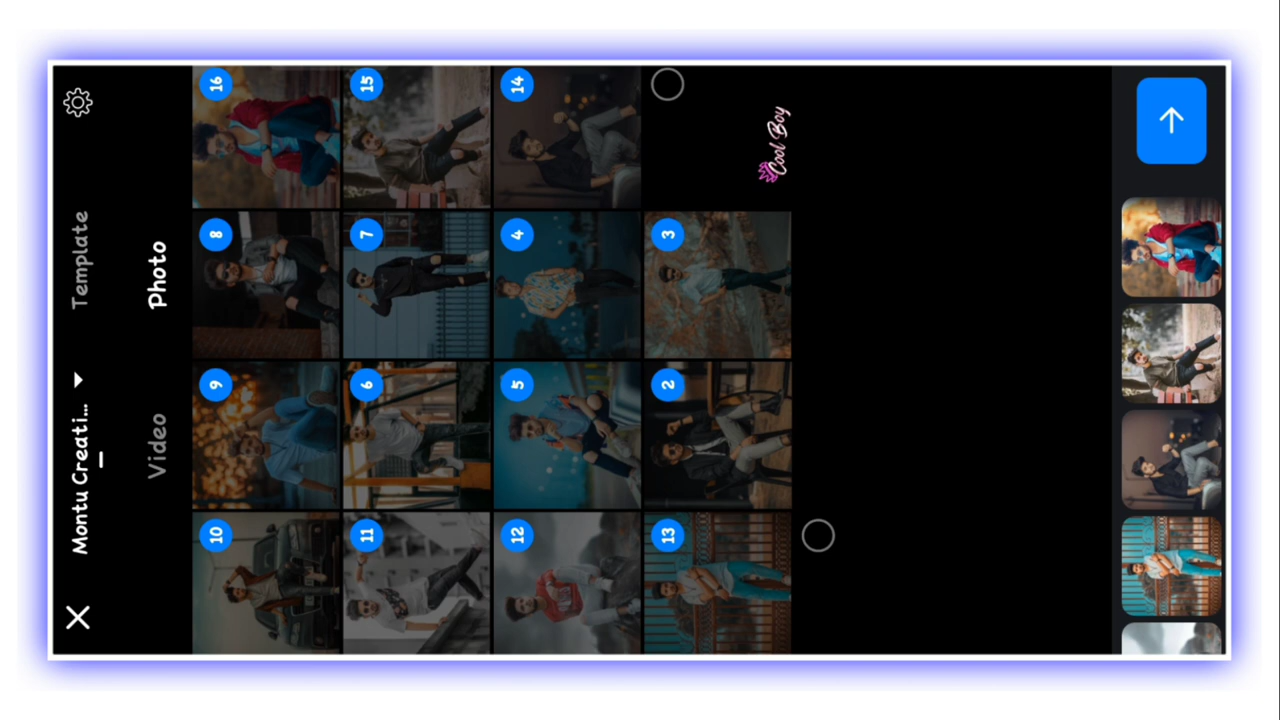 Montu Creati... Template
Video Photo
10 9 8 16
11 6 7 15
12 5 4 14
13 2 3
Cool Boy